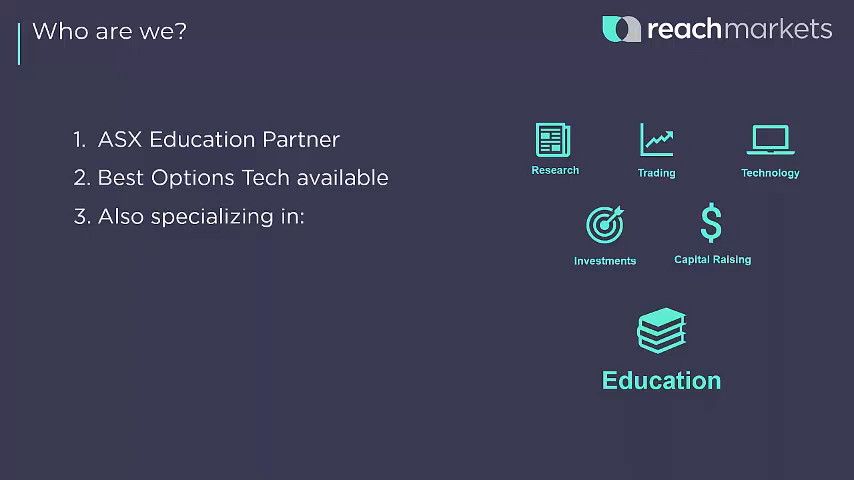 Who are we?
reachmarkets
1. ASX Education Partner
2. Best Options Tech available
3. Also specializing in:
Research
Trading
Technology
Investments
Capital Raising
Education